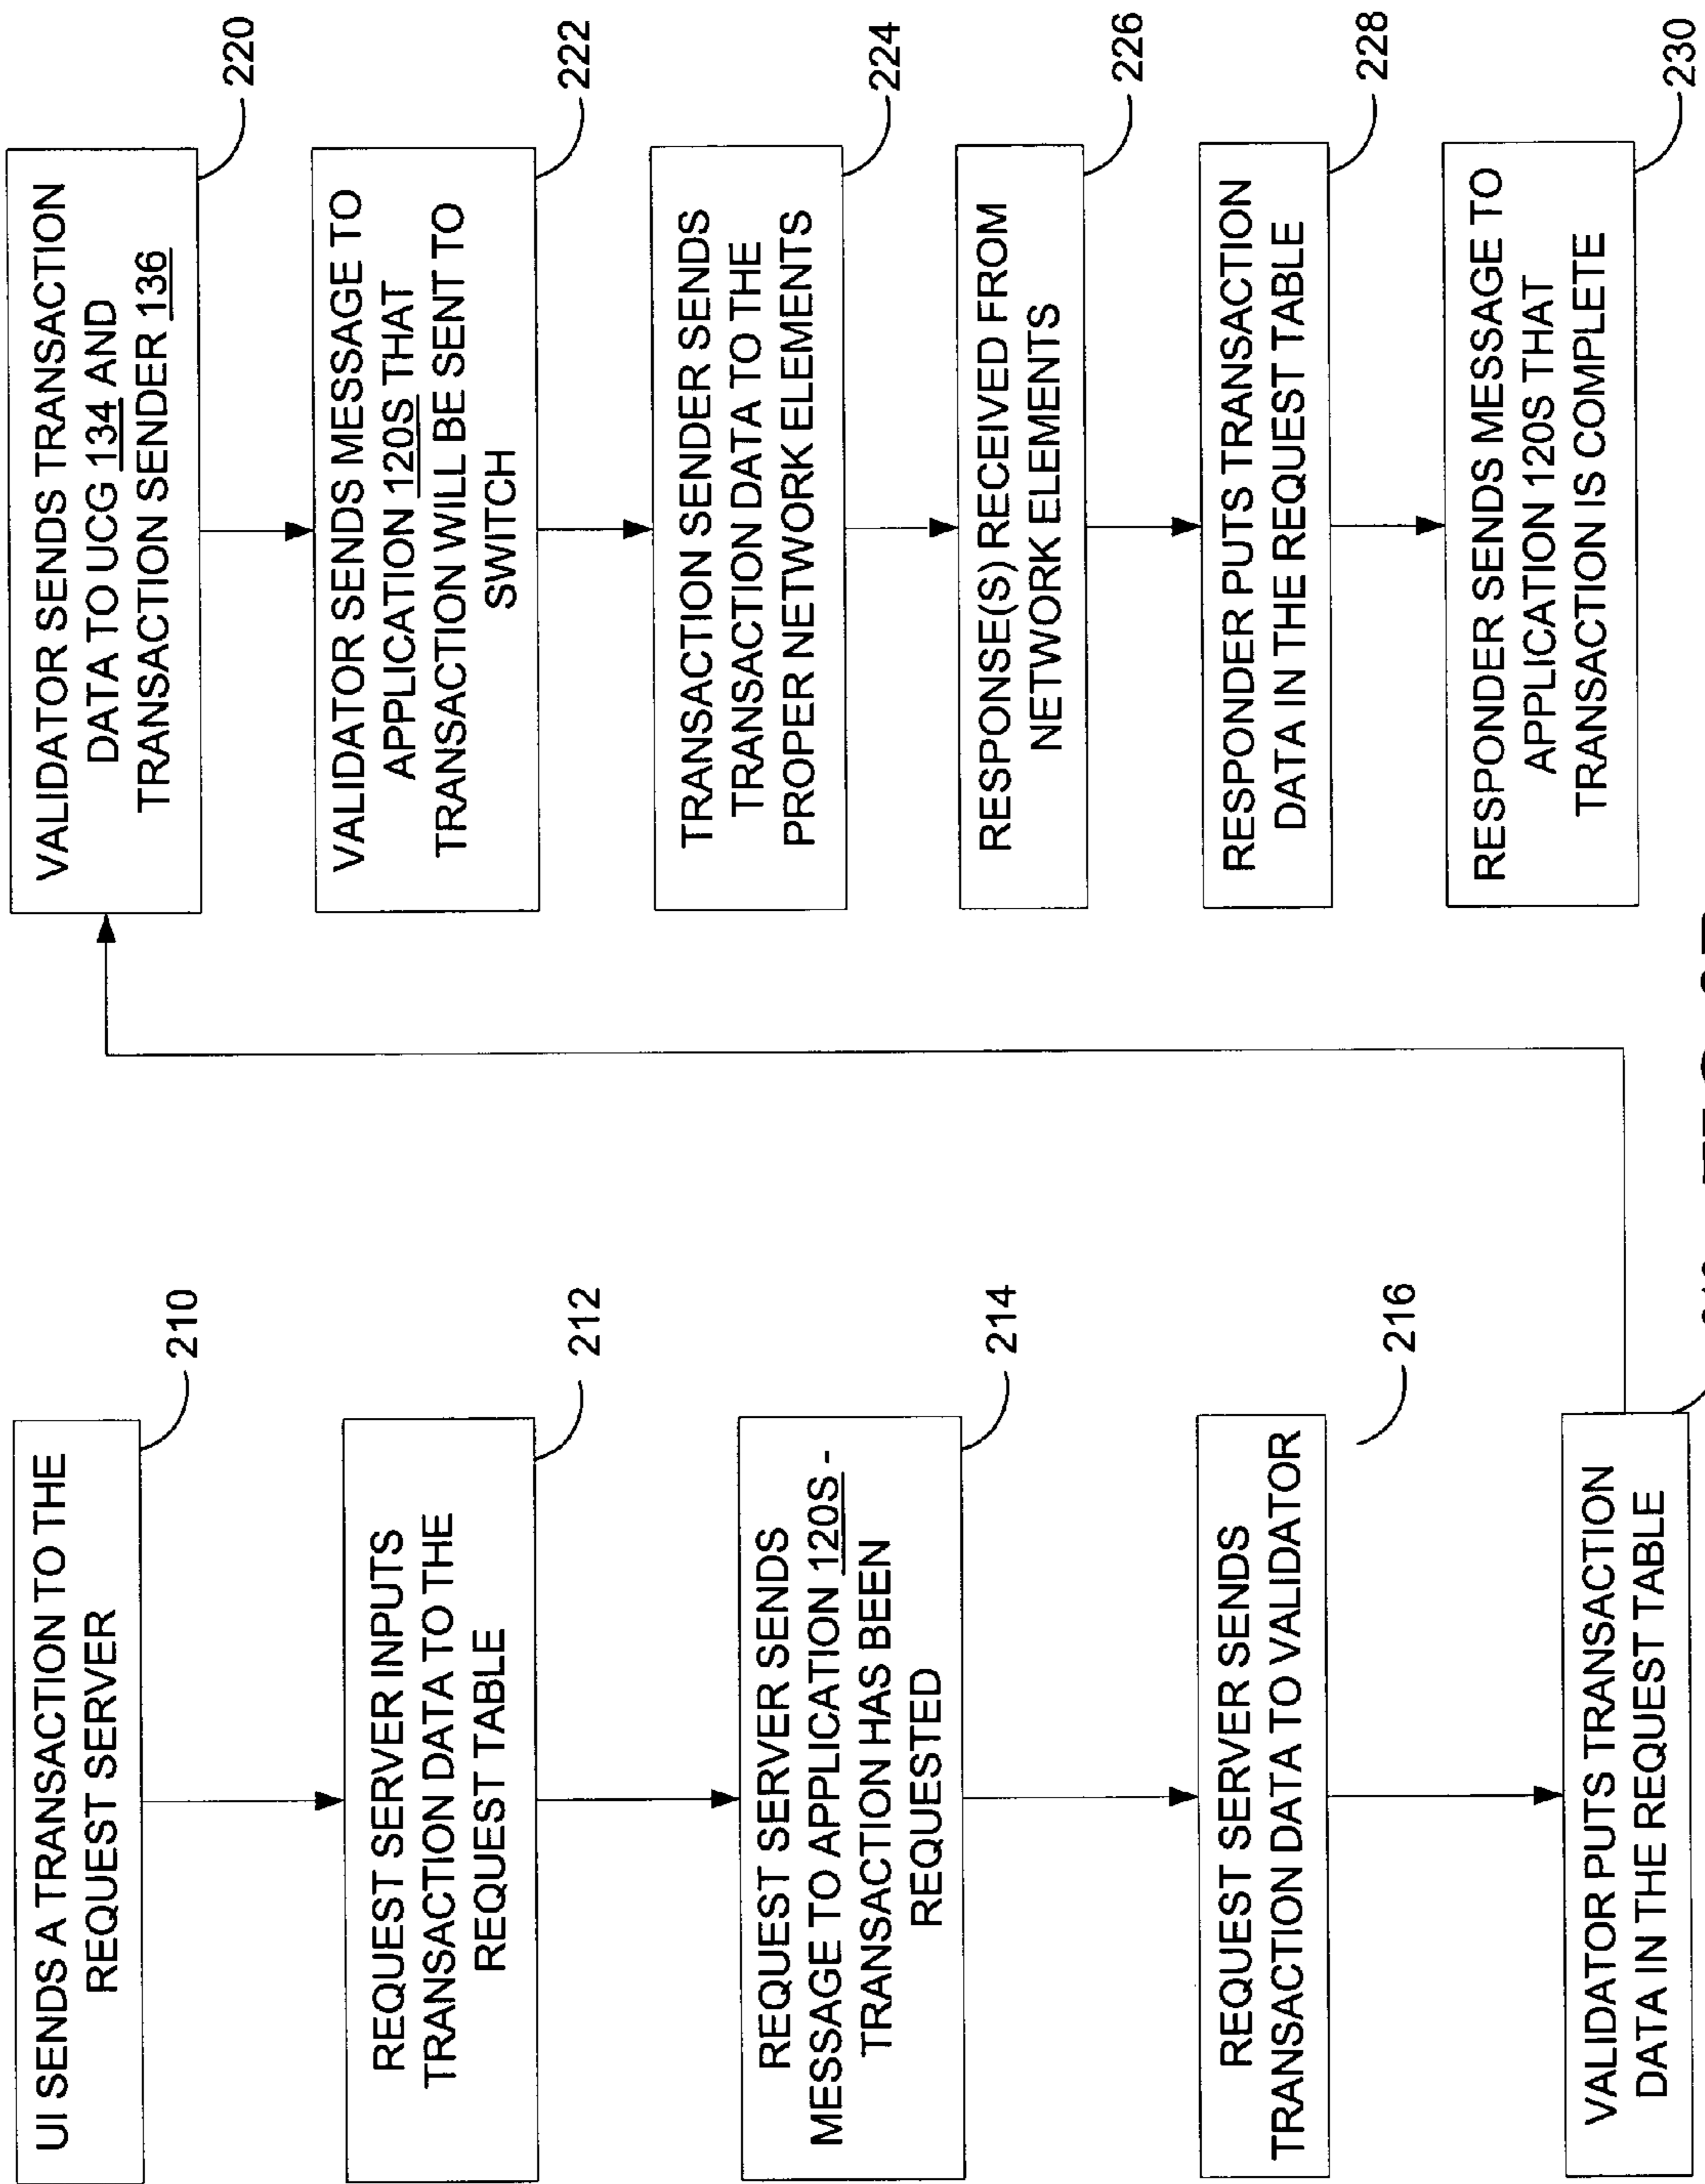 UI SENDS A TRANSACTION TO THE
REQUEST SERVER
210
REQUEST SERVER INPUTS
TRANSACTION DATA TO THE
REQUEST TABLE
212
REQUEST SERVER SENDS
MESSAGE TO APPLICATION 120S -
TRANSACTION HAS BEEN
REQUESTED
214
REQUEST SERVER SENDS
TRANSACTION DATA TO VALIDATOR
216
VALIDATOR PUTS TRANSACTION
DATA IN THE REQUEST TABLE
VALIDATOR SENDS TRANSACTION
DATA TO UCG 134 AND
TRANSACTION SENDER 136
220
VALIDATOR SENDS MESSAGE TO
APPLICATION 120S THAT
TRANSACTION WILL BE SENT TO
SWITCH
222
TRANSACTION SENDER SENDS
TRANSACTION DATA TO THE
PROPER NETWORK ELEMENTS
224
RESPONSE(S) RECEIVED FROM
NETWORK ELEMENTS
226
RESPONDER PUTS TRANSACTION
DATA IN THE REQUEST TABLE
228
RESPONDER SENDS MESSAGE TO
APPLICATION 120S THAT
TRANSACTION IS COMPLETE
230